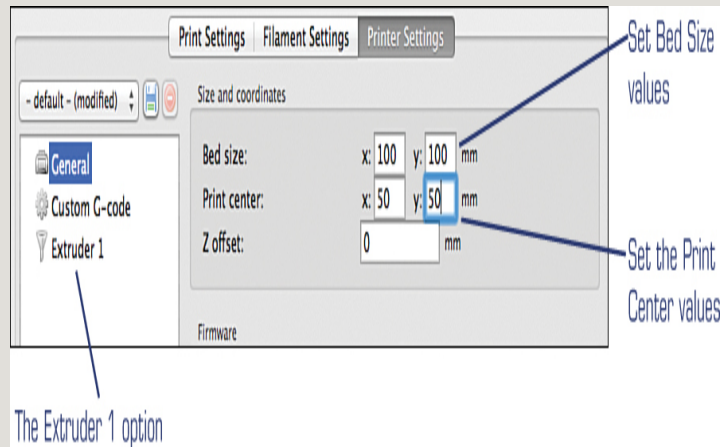 Print Settings Filament Settings Printer Settings
- default - (modified)
General
Custom G-code
Extruder 1
Size and coordinates
Bed size: x: 100 y: 100 mm
Print center: x: 50 y: 50 mm
Z offset: 0 mm
Firmware
Set Bed Size
values
Set the Print
Center values
The Extruder 1 option